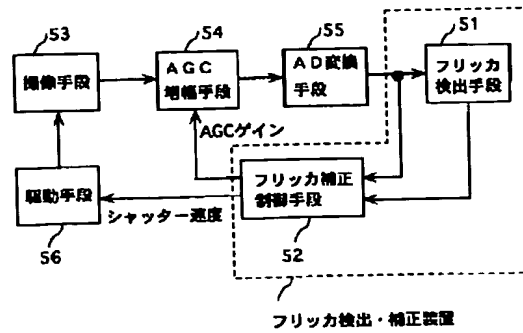 53
54
55
51
撮像手段
AGC
増幅手段
AD変換
手段
フリッカ
検出手段
AGCゲイン
駆動手段
フリッカ補正
制御手段
シャッター速度
56
52
フリッカ検出・補正装置